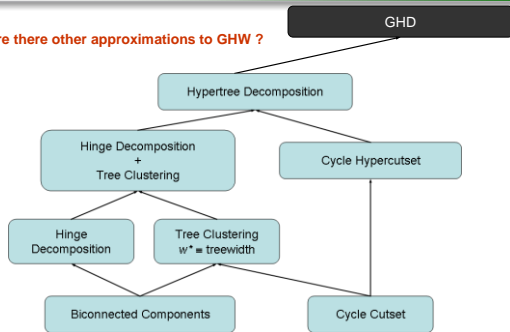 GHD
re there other approximations to GHW ?
Hypertree Decomposition
Hinge Decomposition
+
Tree Clustering
Cycle Hypercutset
Hinge
Decomposition
Tree Clustering
w* = treewidth
Biconnected Components
Cycle Cutset